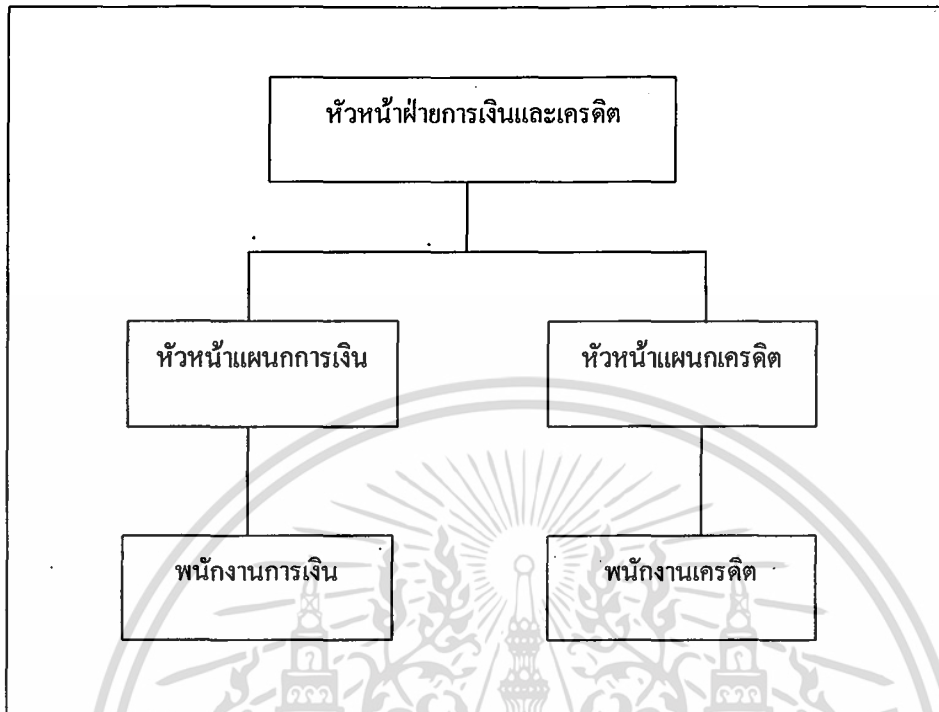 หัวหน้าฝ่ายการเงินและเครดิต
หัวหน้าแผนกการเงิน
หัวหน้าแผนกเครดิต
พนักงานการเงิน
พนักงานเครดิต